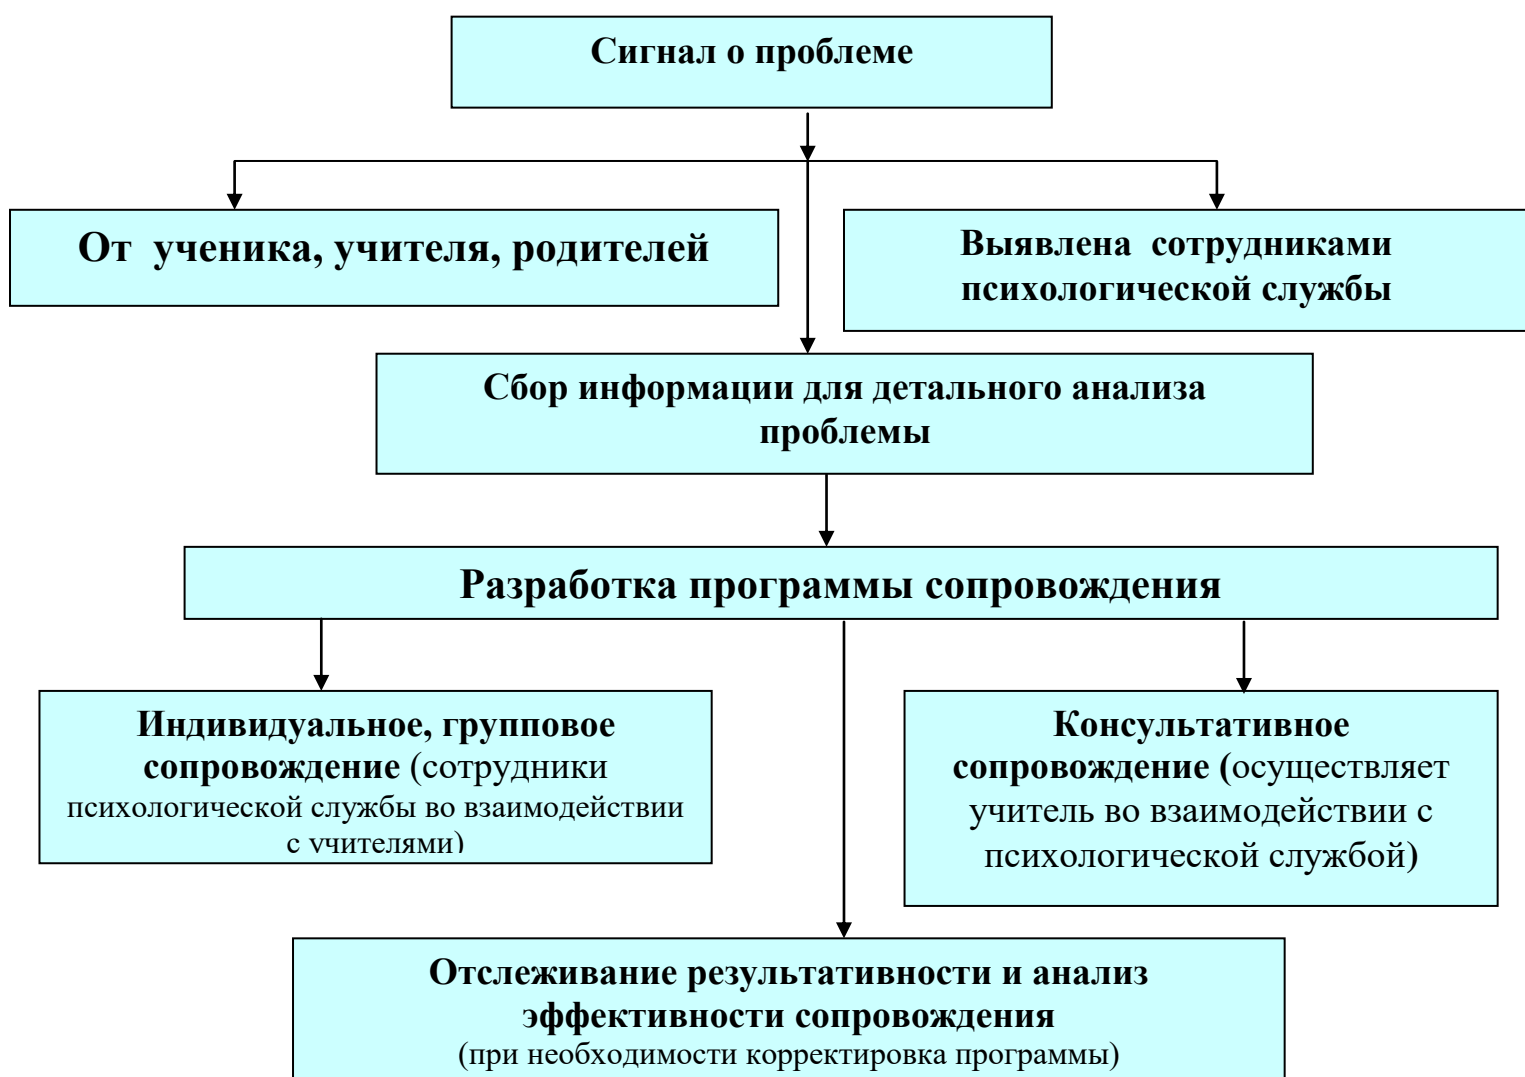 Сигнал о проблеме
От ученика, учителя, родителей
Выявлена сотрудниками
психологической службы
Сбор информации для детального анализа
проблемы
Разработка программы сопровождения
Индивидуальное, групповое
сопровождение (сотрудники
психологической службы во взаимодействии
с учителями)
Консультативное
сопровождение (осуществляет
учитель во взаимодействии с
психологической службой)
Отслеживание результативности и анализ
эффективности сопровождения
(при необходимости корректировка программы)